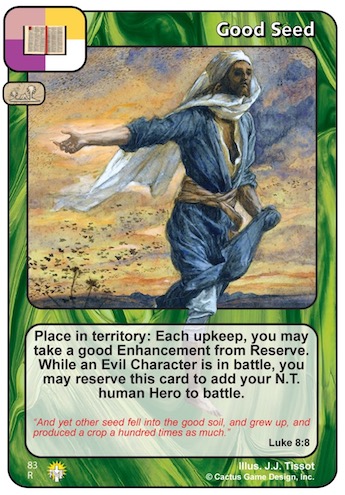 Good Seed
Place in territory: Each upkeep, you may
take a good Enhancement from Reserve.
While an Evil Character is in battle, you
may reserve this card to add your N.T.
human Hero to battle.
"And yet other seed fell into the good soil, and grew up, and
produced a crop a hundred times as much."
Luke 8:8
83
R
Illus. J.J. Tissot
© Cactus Game Design, Inc.